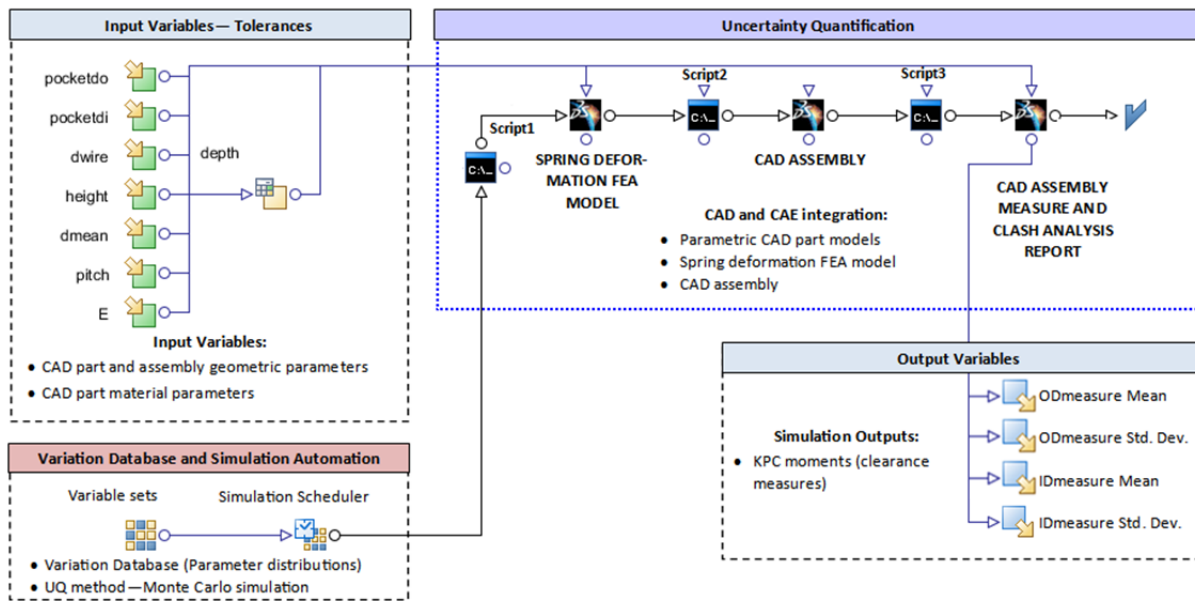 Input Variables— Tolerances
pocketdo
pocketdi
dwire
height
dmean
pitch
E
depth
Input Variables:
• CAD part and assembly geometric parameters
• CAD part material parameters
Variation Database and Simulation Automation
Variable sets
Simulation Scheduler
• Variation Database (Parameter distributions)
• UQ method—Monte Carlo simulation
Uncertainty Quantification
Script1
C:\_
SPRING DEFOR-
MATION FEA
MODEL
Script2
C:\_
CAD ASSEMBLY
Script3
C:\_
CAD ASSEMBLY
MEASURE AND
CLASH ANALYSIS
REPORT
CAD and CAE integration:
• Parametric CAD part models
• Spring deformation FEA model
• CAD assembly
Output Variables
Simulation Outputs:
• KPC moments (clearance
measures)
ODmeasure Mean
ODmeasure Std. Dev.
IDmeasure Mean
IDmeasure Std. Dev.